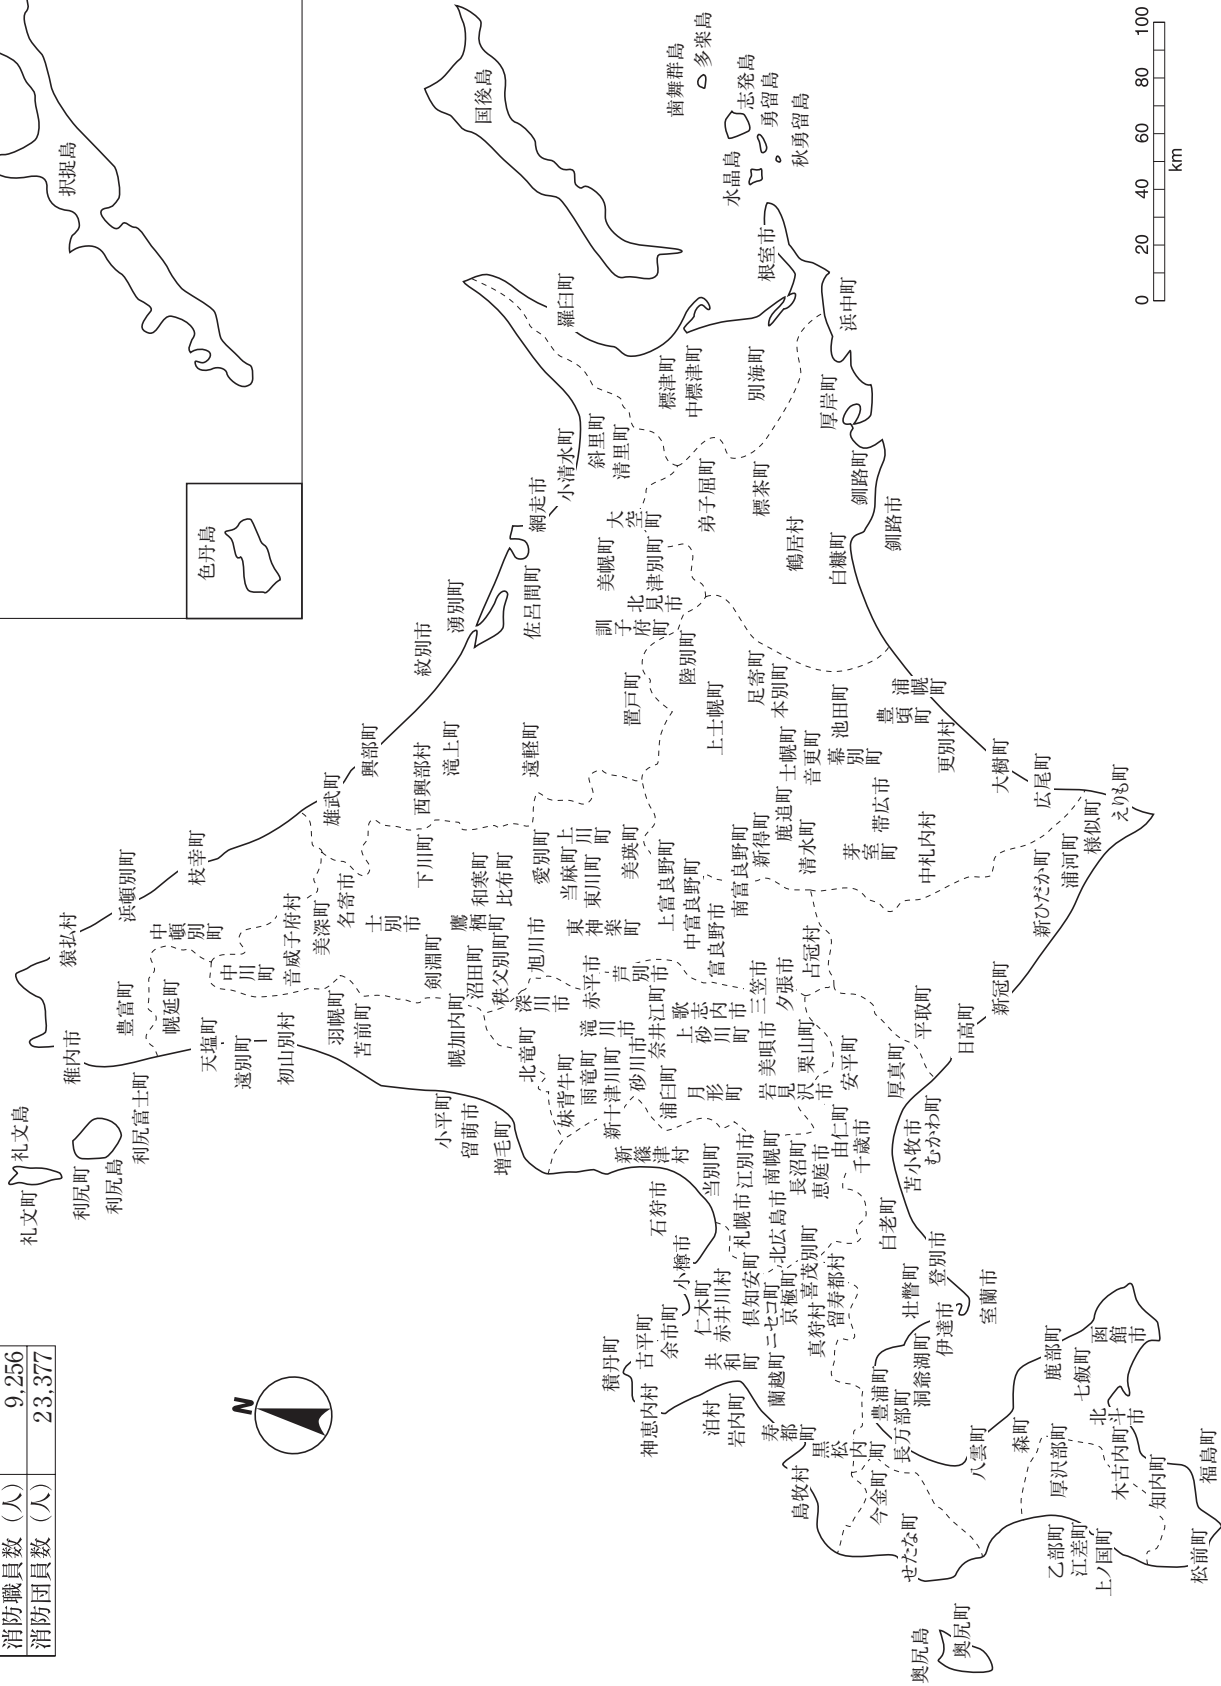 消防職員数（人） 9,256
消防団員数（人） 23,377
N
択捉島
色丹島
国後島
歯舞群島
多楽島
志発島
勇留島
秋勇留島
水晶島
0 20 40 60 80 100
km
礼文島
礼文町
利尻町
利尻島
利尻富士町
稚内市
猿払村
浜頓別町
中頓別町
枝幸町
豊富町
幌延町
天塩町
遠別町
初山別村
羽幌町
苫前町
小平町
留萌市
増毛町
中川町
音威子府村
美深町
名寄市
下川町
士別市
和寒町
剣淵町
幌加内町
比布町
愛別町
上川町
当麻町
東川町
美瑛町
鷹栖町
旭川市
東神楽町
上富良野町
中富良野町
富良野市
南富良野町
占冠村
沼田町
秩父別町
深川市
北竜町
妹背牛町
雨竜町
新十津川町
滝川市
赤平市
芦別市
歌志内市
上砂川町
砂川市
奈井江町
浦臼町
月形町
美唄市
三笠市
岩見沢市
夕張市
栗山町
由仁町
長沼町
南幌町
雄武町
興部町
西興部村
紋別市
滝上町
湧別町
遠軽町
佐呂間町
網走市
小清水町
斜里町
清里町
大空町
美幌町
津別町
北見市
訓子府町
置戸町
羅臼町
標津町
中標津町
別海町
根室市
浜中町
厚岸町
標茶町
弟子屈町
鶴居村
釧路町
釧路市
白糠町
陸別町
足寄町
本別町
上士幌町
士幌町
音更町
池田町
浦幌町
豊頃町
幕別町
更別村
帯広市
鹿追町
新得町
清水町
芽室町
中札内村
大樹町
広尾町
えりも町
様似町
浦河町
新ひだか町
新冠町
日高町
平取町
むかわ町
厚真町
安平町
苫小牧市
白老町
登別市
室蘭市
伊達市
壮瞥町
洞爺湖町
豊浦町
石狩市
新篠津村
当別町
江別市
札幌市
北広島市
恵庭市
千歳市
小樽市
積丹町
古平町
余市町
仁木町
赤井川村
倶知安町
ニセコ町
京極町
喜茂別町
真狩村
留寿都村
神恵内村
泊村
共和町
岩内町
蘭越町
寿都町
黒松内町
島牧村
せたな町
今金町
長万部町
八雲町
森町
鹿部町
七飯町
函館市
北斗市
木古内町
知内町
福島町
松前町
厚沢部町
乙部町
江差町
上ノ国町
奥尻島
奥尻町